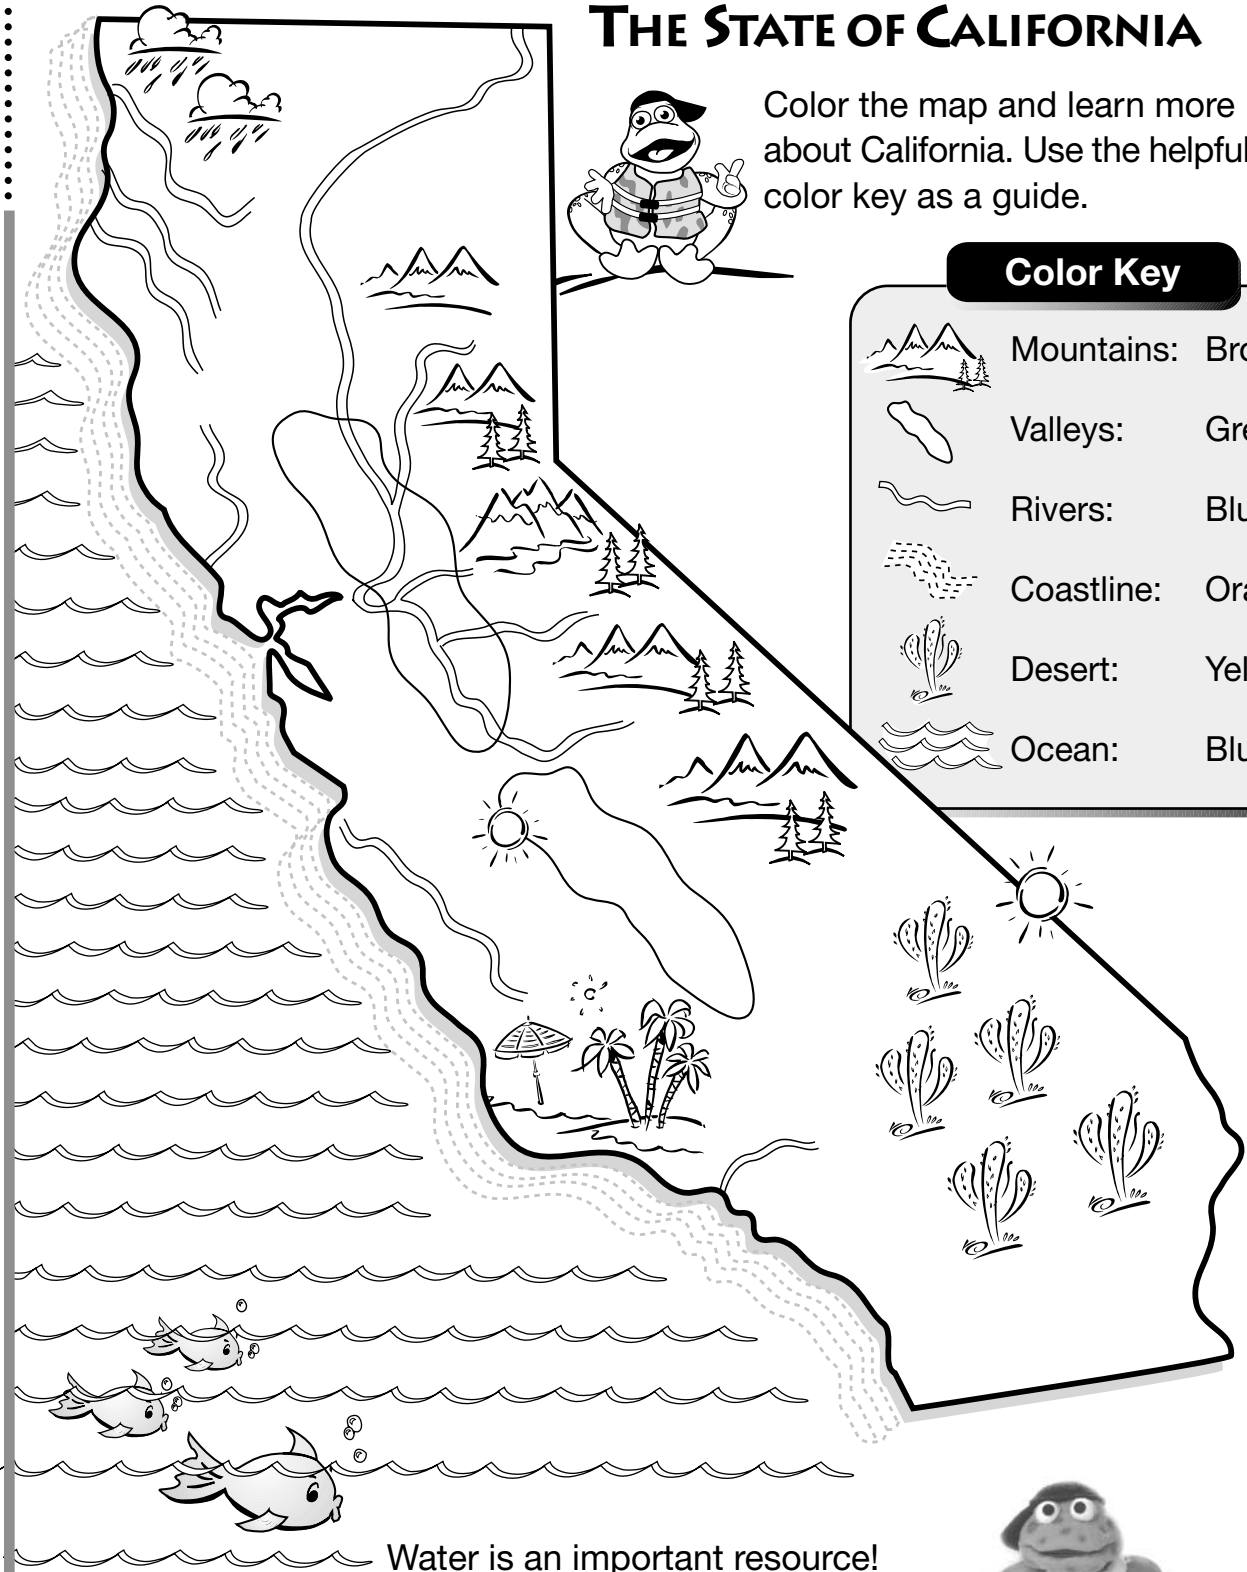 THE STATE OF CALIFORNIA
Color the map and learn more
about California. Use the helpful
color key as a guide.
Color Key
Mountains:
Valleys:
Rivers:
Coastline:
Desert:
Ocean:
Water is an important resource!